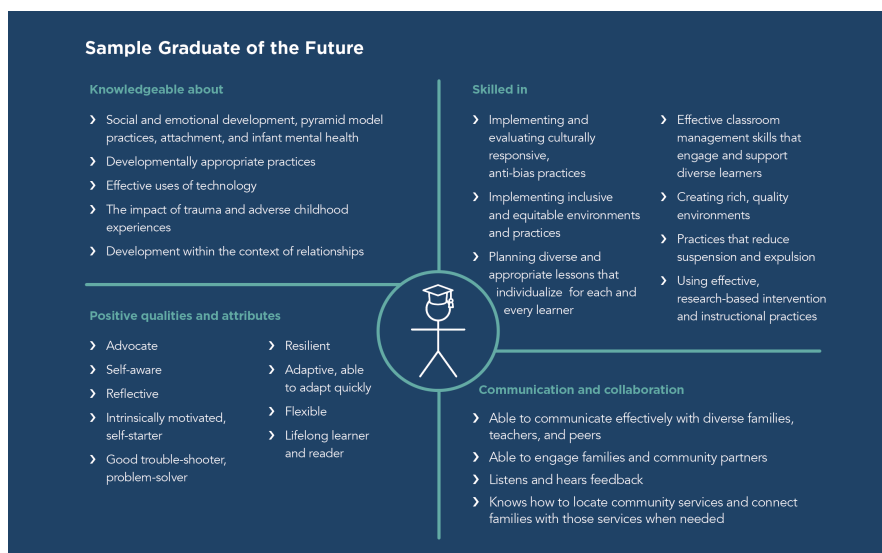 Sample Graduate of the Future
Knowledgeable about
❯ Social and emotional development, pyramid model
practices, attachment, and infant mental health
❯ Developmentally appropriate practices
❯ Effective uses of technology
❯ The impact of trauma and adverse childhood
experiences
❯ Development within the context of relationships
Skilled in
❯ Implementing and
evaluating culturally
responsive,
anti-bias practices
❯ Implementing inclusive
and equitable environments
and practices
❯ Planning diverse and
appropriate lessons that
individualize for each and
every learner
❯ Effective classroom
management skills that
engage and support
diverse learners
❯ Creating rich, quality
environments
❯ Practices that reduce
suspension and expulsion
❯ Using effective,
research-based intervention
and instructional practices
Positive qualities and attributes
❯ Advocate
❯ Self-aware
❯ Reflective
❯ Intrinsically motivated,
self-starter
❯ Good trouble-shooter,
problem-solver
❯ Resilient
❯ Adaptive, able
to adapt quickly
❯ Flexible
❯ Lifelong learner
and reader
Communication and collaboration
❯ Able to communicate effectively with diverse families,
teachers, and peers
❯ Able to engage families and community partners
❯ Listens and hears feedback
❯ Knows how to locate community services and connect
families with those services when needed